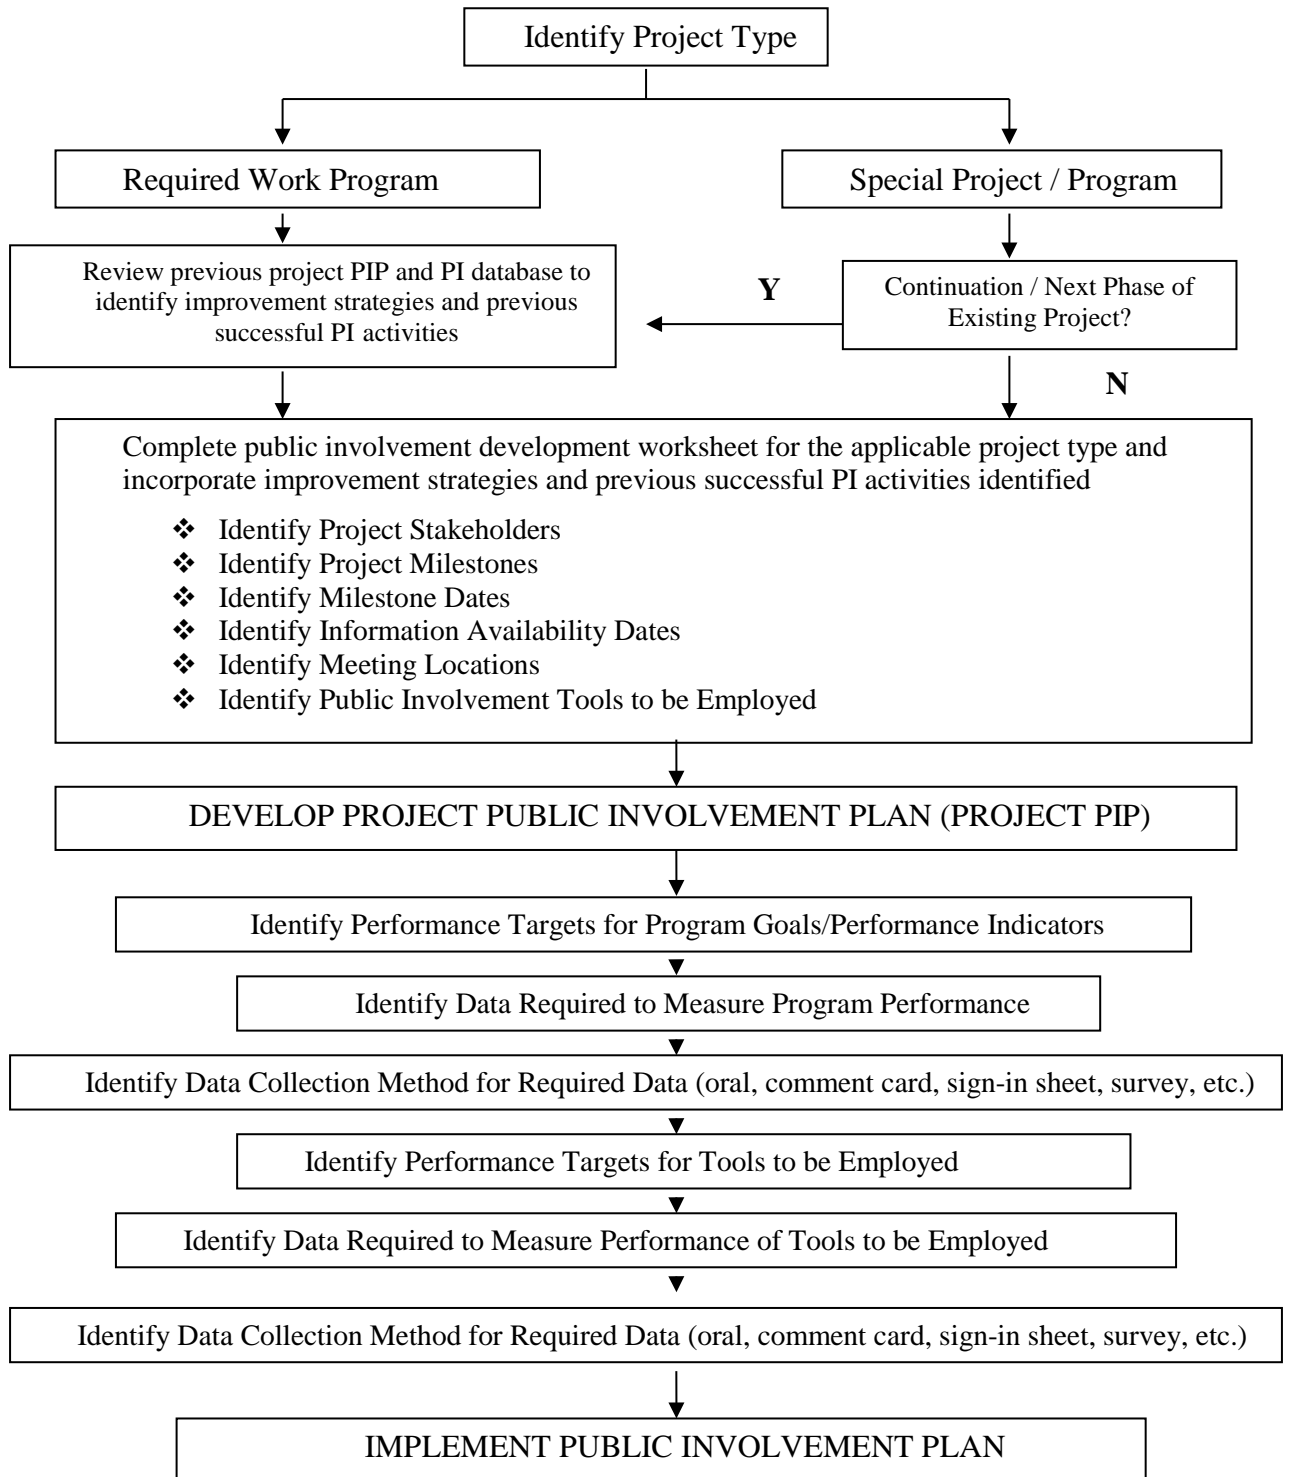 Identify Project Type
Required Work Program
Special Project / Program
Review previous project PIP and PI database to
identify improvement strategies and previous
successful PI activities
Y
Continuation / Next Phase of
Existing Project?
N
Complete public involvement development worksheet for the applicable project type and
incorporate improvement strategies and previous successful PI activities identified
❖ Identify Project Stakeholders
❖ Identify Project Milestones
❖ Identify Milestone Dates
❖ Identify Information Availability Dates
❖ Identify Meeting Locations
❖ Identify Public Involvement Tools to be Employed
DEVELOP PROJECT PUBLIC INVOLVEMENT PLAN (PROJECT PIP)
Identify Performance Targets for Program Goals/Performance Indicators
Identify Data Required to Measure Program Performance
Identify Data Collection Method for Required Data (oral, comment card, sign-in sheet, survey, etc.)
Identify Performance Targets for Tools to be Employed
Identify Data Required to Measure Performance of Tools to be Employed
Identify Data Collection Method for Required Data (oral, comment card, sign-in sheet, survey, etc.)
IMPLEMENT PUBLIC INVOLVEMENT PLAN